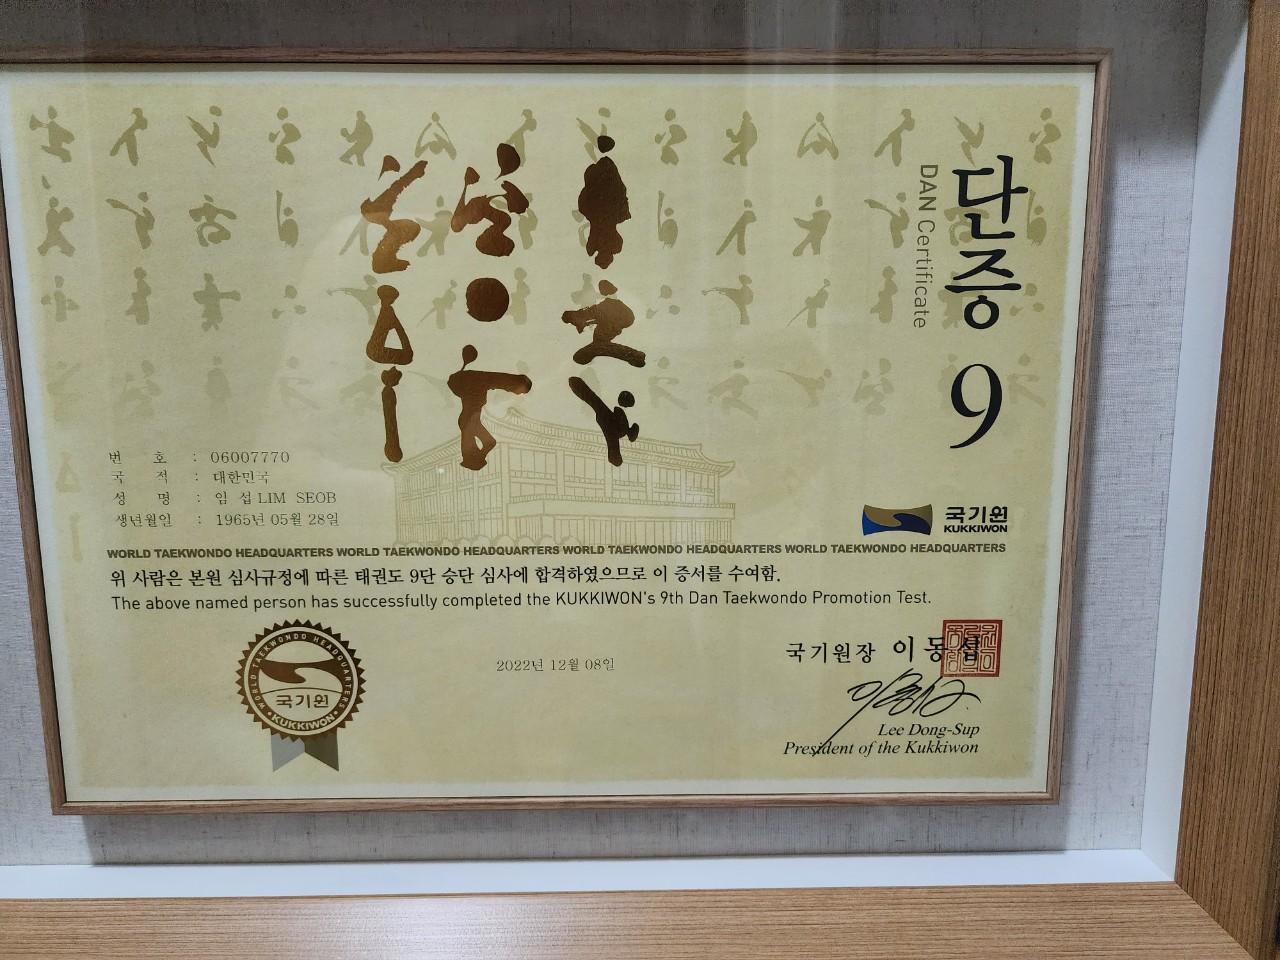 단증 9
DAN Certificate
번 호 : 06007770
국 적 : 대한민국
성 명 : 임 섭 LIM SEOB
생년월일 : 1965년 05월 28일
국기원
KUKKIWON
WORLD TAEKWONDO HEADQUARTERS WORLD TAEKWONDO HEADQUARTERS WORLD TAEKWONDO HEADQUARTERS WORLD TAEKWONDO HEADQUARTERS
위 사람은 본원 심사규정에 따른 태권도 9단 승단 심사에 합격하였으므로 이 증서를 수여함.
The above named person has successfully completed the KUKKIWON's 9th Dan Taekwondo Promotion Test.
WORLD TAEKWONDO HEADQUARTERS
국기원
KUKKIWON
2022년 12월 08일
국기원장 이동섭
Lee Dong-Sup
President of the Kukkiwon